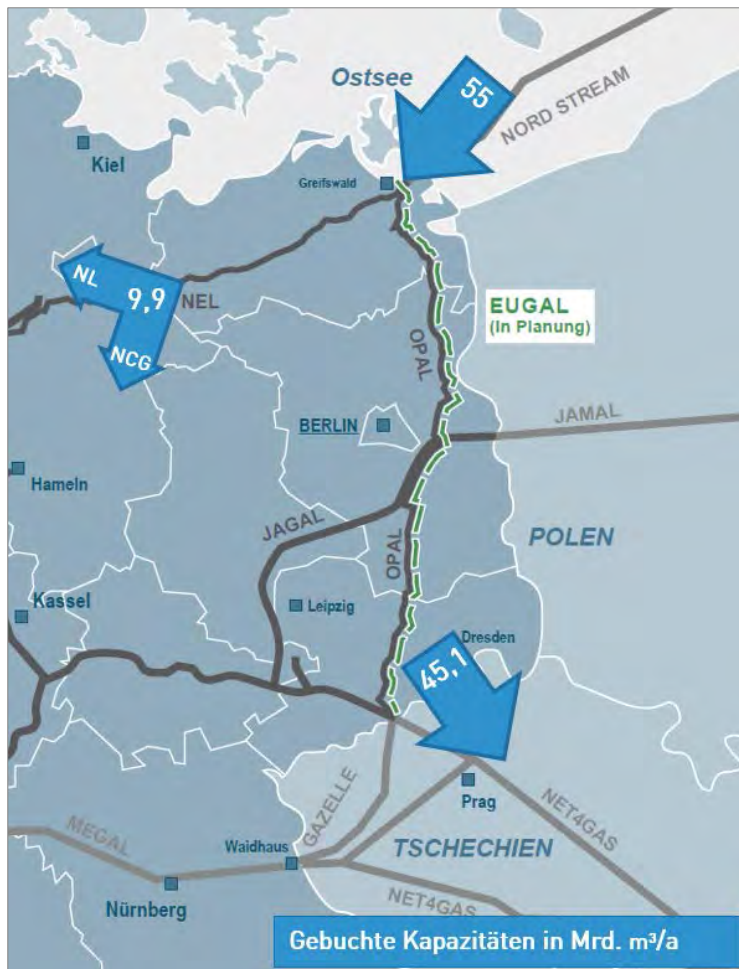 Ostsee
55
NORD STREAM
Kiel
Greifswald
NL
9,9
NEL
NCG
EUGAL
(In Planung)
OPAL
BERLIN
JAMAL
Hameln
JAGAL
POLEN
OPAL
Kassel
Leipzig
Dresden
45,1
GAZELLE
Prag
NET4GAS
MEGAL
Waidhaus
TSCHECHIEN
Nürnberg
NET4GAS
Gebuchte Kapazitäten in Mrd. m³/a